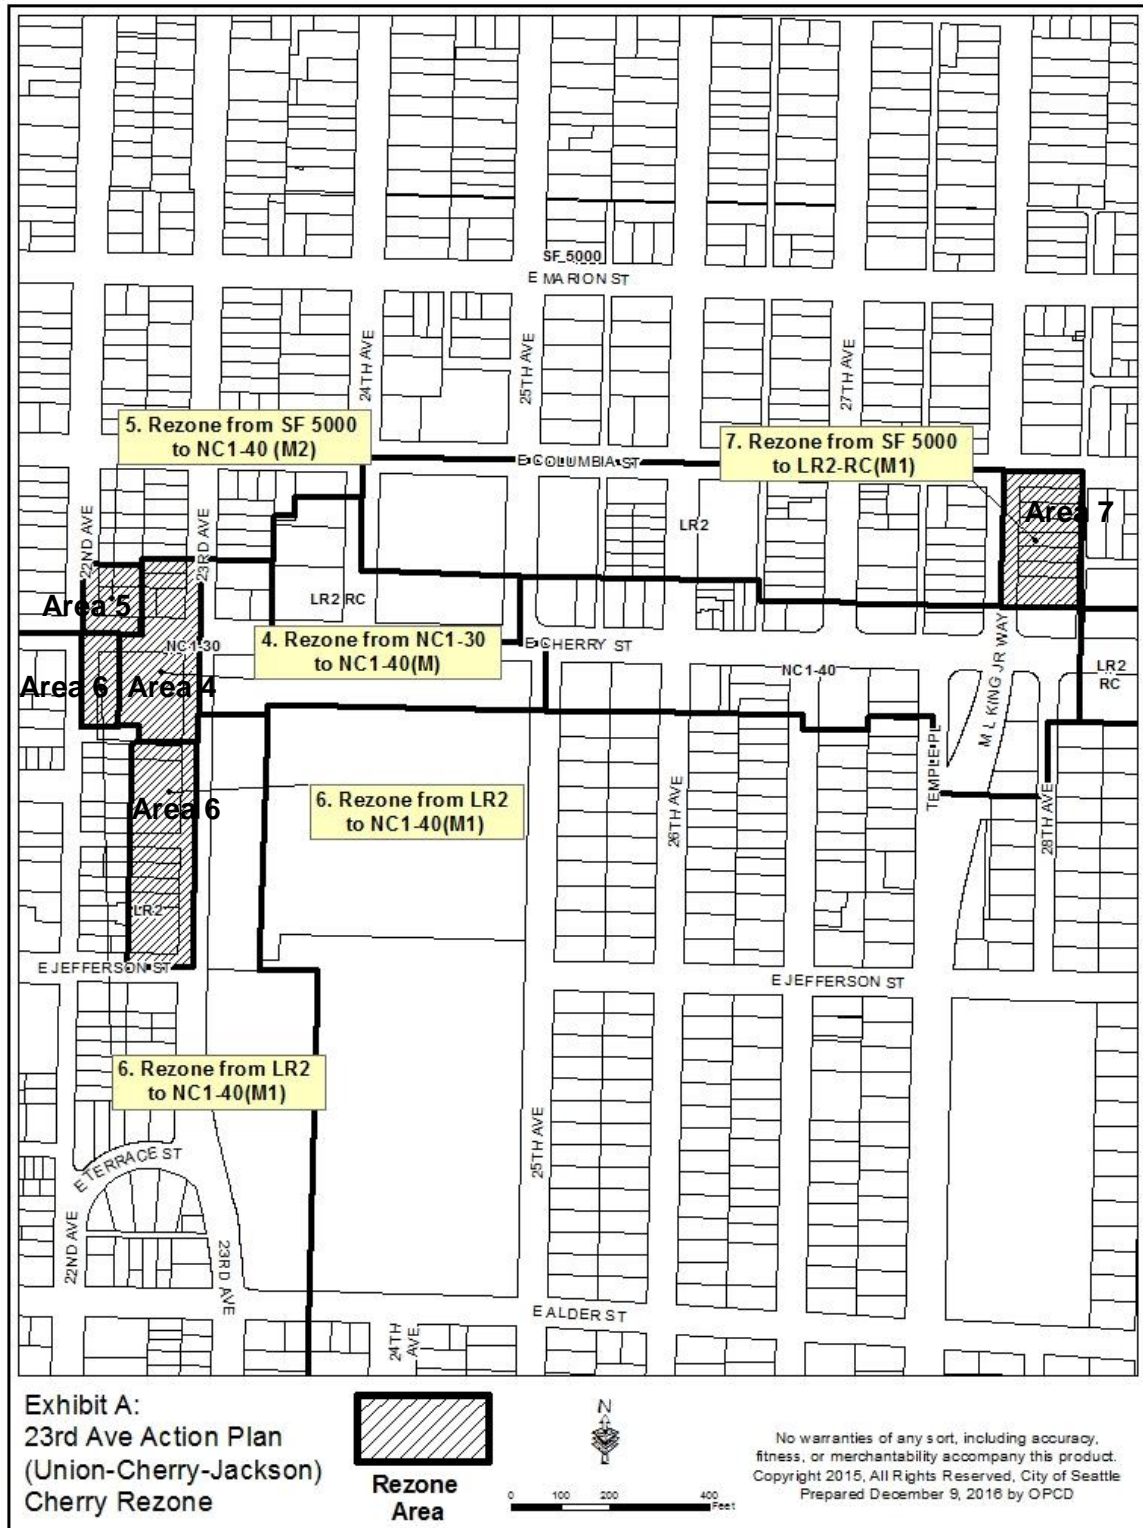 SF 5000
E MARION ST
24TH AVE
25TH AVE
27TH AVE
5. Rezone from SF 5000
to NC1-40 (M2)
7. Rezone from SF 5000
to LR2-RC(M1)
E COLUMBIA ST
22ND AVE
23RD AVE
LR2
Area 7
Area 5
LR2 RC
NC1-30
4. Rezone from NC1-30
to NC1-40(M)
E CHERRY ST
NC1-40
M L KING JR WAY
LR2
RC
Area 6
Area 4
TEMPLE PL
26TH AVE
28TH AVE
Area 6
6. Rezone from LR2
to NC1-40(M1)
LR2
E JEFFERSON ST
E JEFFERSON ST
6. Rezone from LR2
to NC1-40(M1)
25TH AVE
E TERRACE ST
22ND AVE
23RD AVE
E ALDER ST
24TH
AVE
Exhibit A:
23rd Ave Action Plan
(Union-Cherry-Jackson)
Cherry Rezone
Rezone
Area
N
0 100 200 400
Feet
No warranties of any sort, including accuracy,
fitness, or merchantability accompany this product.
Copyright 2015, All Rights Reserved, City of Seattle
Prepared December 9, 2016 by OPCD